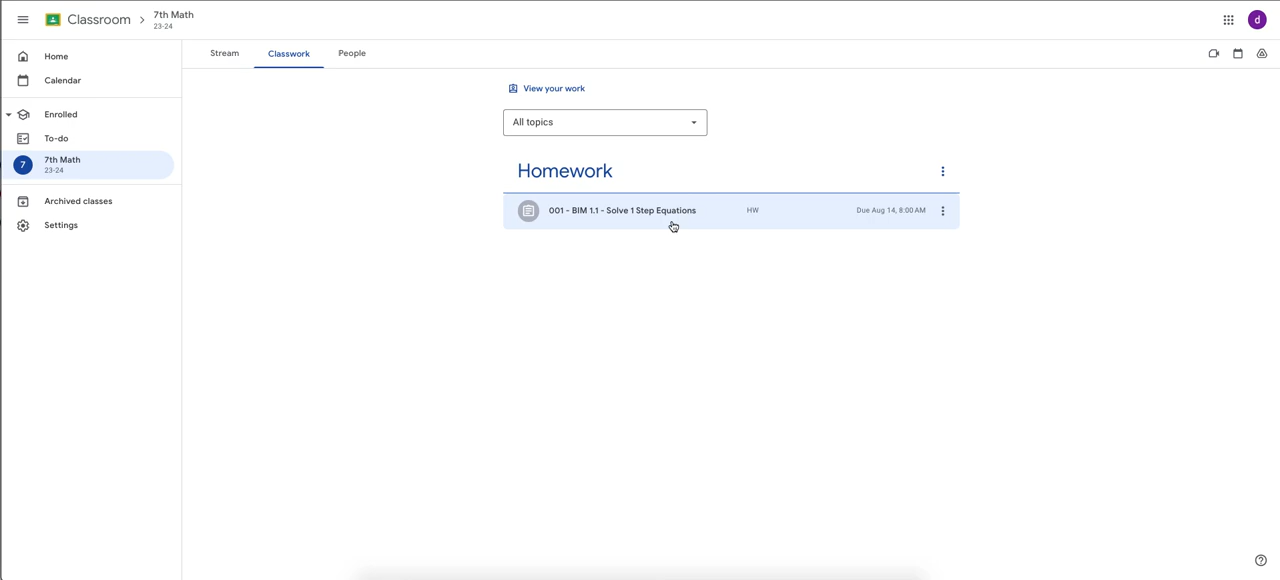 Classroom > 7th Math
23-24
d
Home
Calendar
Enrolled
To-do
7 7th Math
23-24
Archived classes
Settings
Stream Classwork People
View your work
All topics
Homework
001 - BIM 1.1 - Solve 1 Step Equations HW Due Aug 14, 8:00 AM